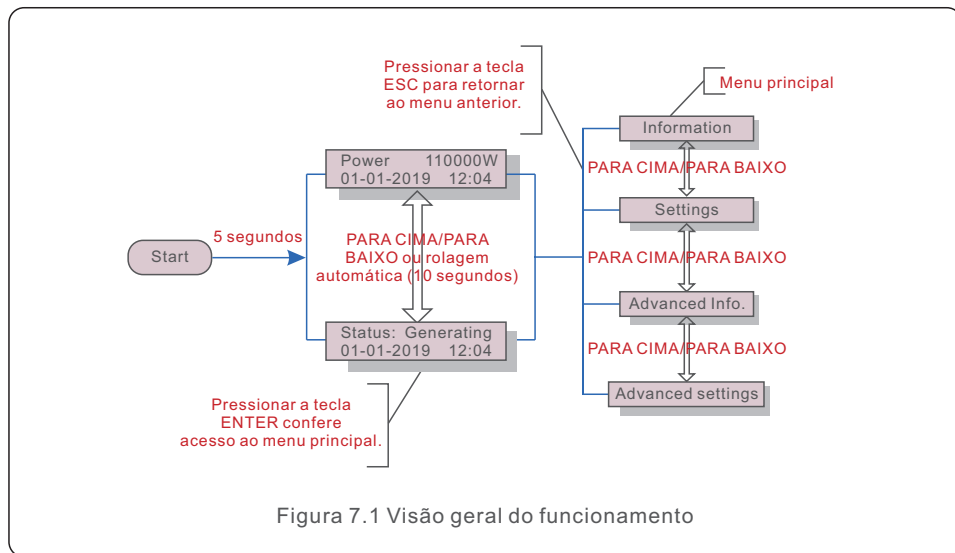 Pressionar a tecla
ESC para retornar
ao menu anterior.
Menu principal
Information
Power 110000W
01-01-2019 12:04
PARA CIMA/PARA BAIXO
Settings
5 segundos
Start
PARA CIMA/PARA
BAIXO ou rolagem
automática (10 segundos)
PARA CIMA/PARA BAIXO
Advanced Info.
Status: Generating
01-01-2019 12:04
PARA CIMA/PARA BAIXO
Advanced settings
Pressionar a tecla
ENTER confere
acesso ao menu principal.
Figura 7.1 Visão geral do funcionamento